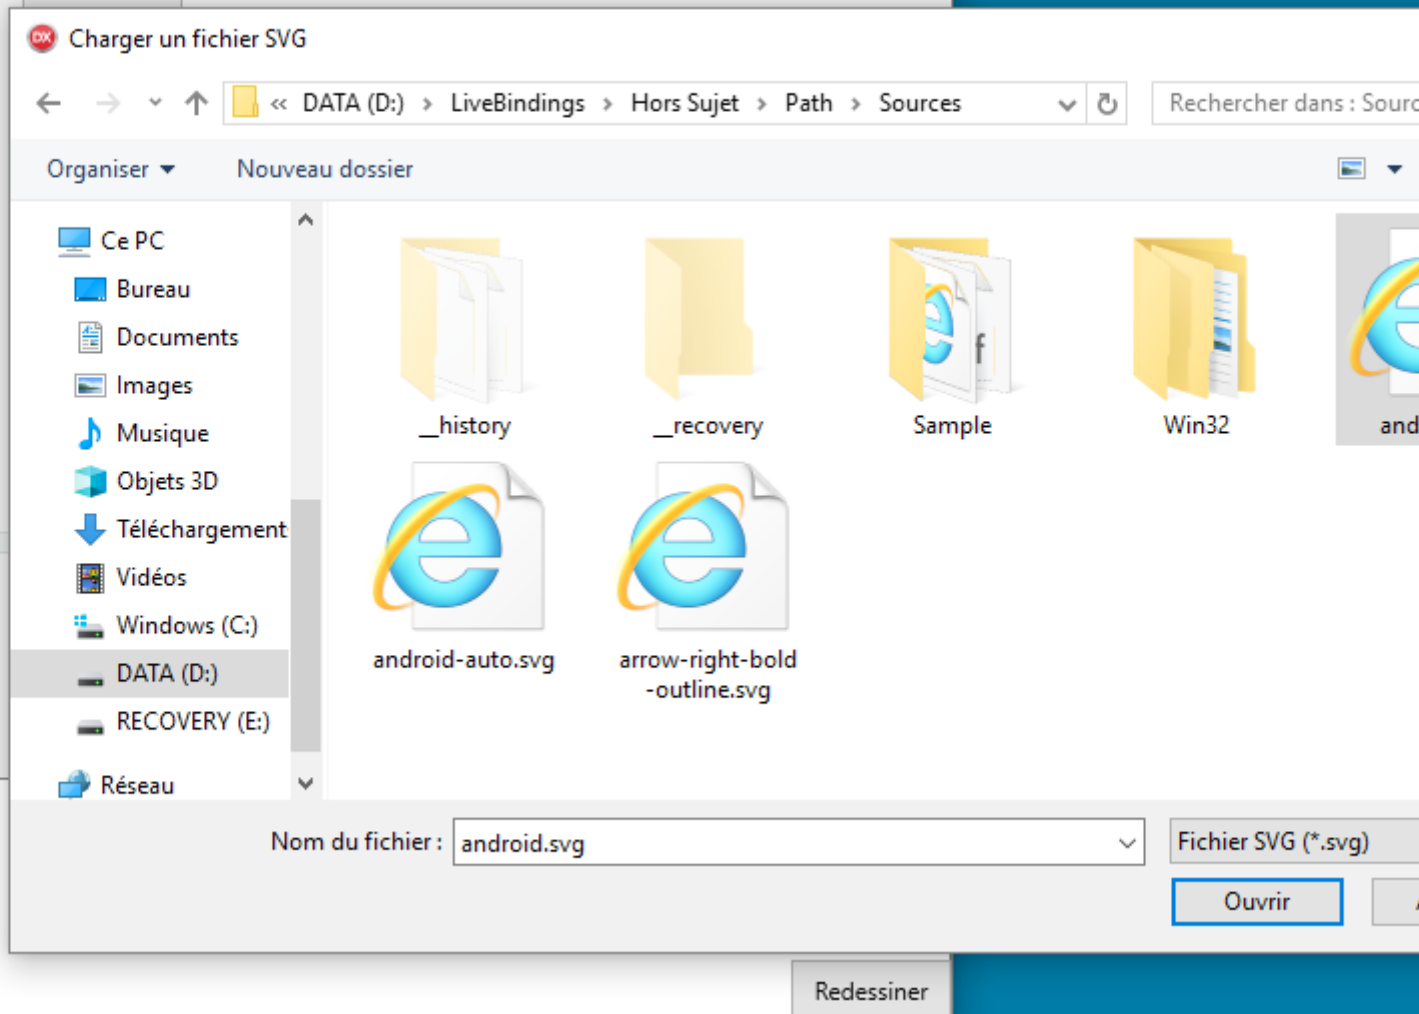 DX Charger un fichier SVG
« DATA (D:) › LiveBindings › Hors Sujet › Path › Sources
Rechercher dans : Sourc
Organiser
Nouveau dossier
Ce PC
Bureau
Documents
Images
Musique
Objets 3D
Téléchargement
Vidéos
Windows (C:)
DATA (D:)
RECOVERY (E:)
Réseau
f
__history
__recovery
Sample
Win32
and
android-auto.svg
arrow-right-bold
-outline.svg
Nom du fichier :
android.svg
Fichier SVG (*.svg)
Ouvrir
Redessiner